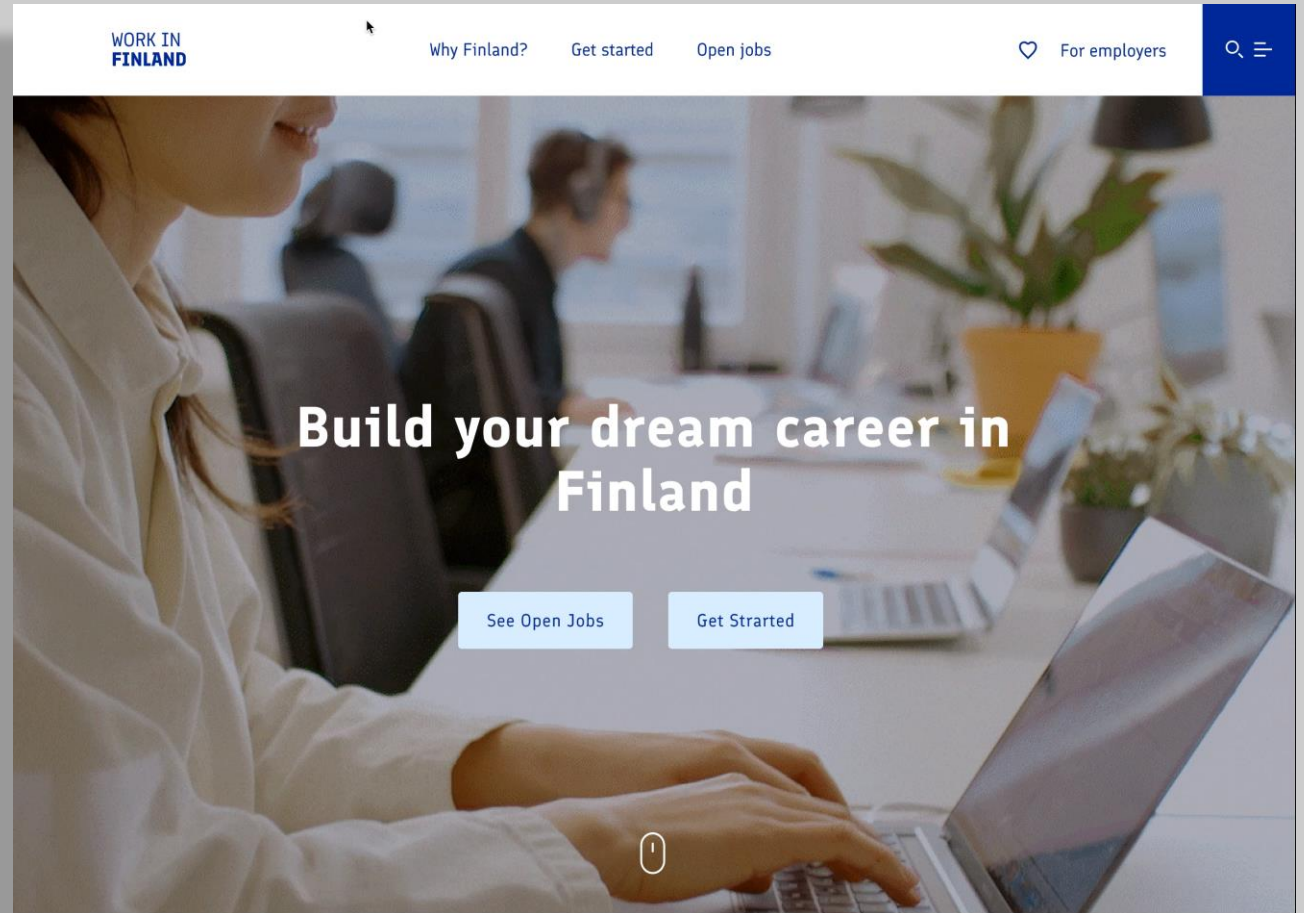 WORK IN
FINLAND
Why Finland?
Get started
Open jobs
For employers
Build your dream career in
Finland
See Open Jobs
Get Strarted